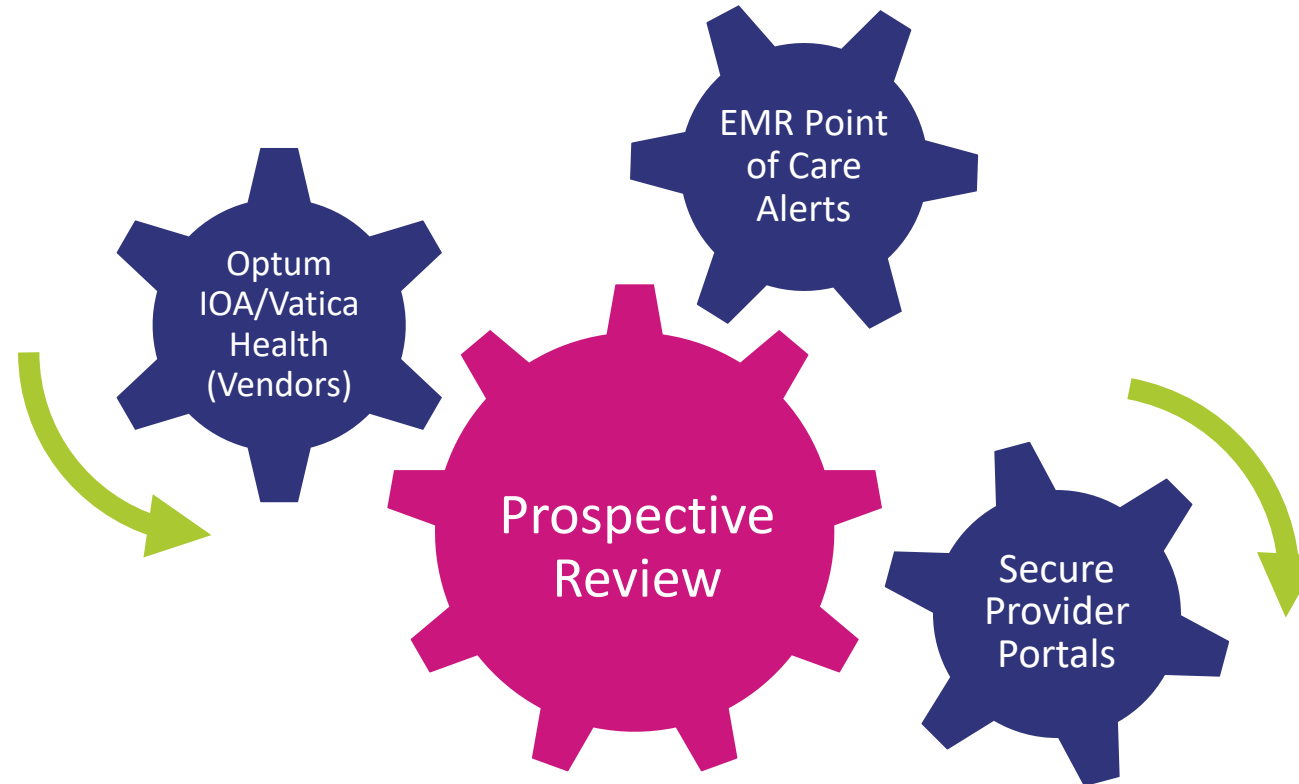 EMR Point
of Care
Alerts
Optum
IOA/Vatica
Health
(Vendors)
Prospective
Review
Secure
Provider
Portals